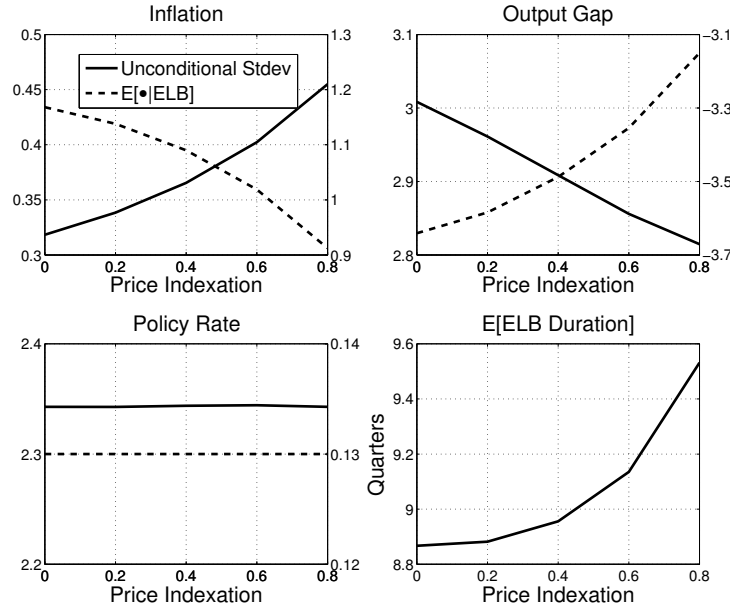 Inflation
0.5
0.45
0.4
0.35
0.3
1.3
1.2
1.1
1
0.9
Unconditional Stdev
E[●|ELB]
0 0.2 0.4 0.6 0.8
Price Indexation
Output Gap
3.1
3
2.9
2.8
−3.1
−3.3
−3.5
−3.7
0 0.2 0.4 0.6 0.8
Price Indexation
Policy Rate
2.4
2.3
2.2
0.14
0.13
0.12
0 0.2 0.4 0.6 0.8
Price Indexation
E[ELB Duration]
Quarters
9.6
9.4
9.2
9
8.8
0 0.2 0.4 0.6 0.8
Price Indexation